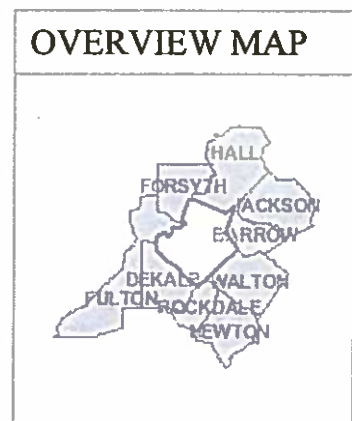 OVERVIEW MAP
HALL
FORSYTH
JACKSON
BARROW
DEKALB WALTON
FULTON
ROCKDALE
NEWTON